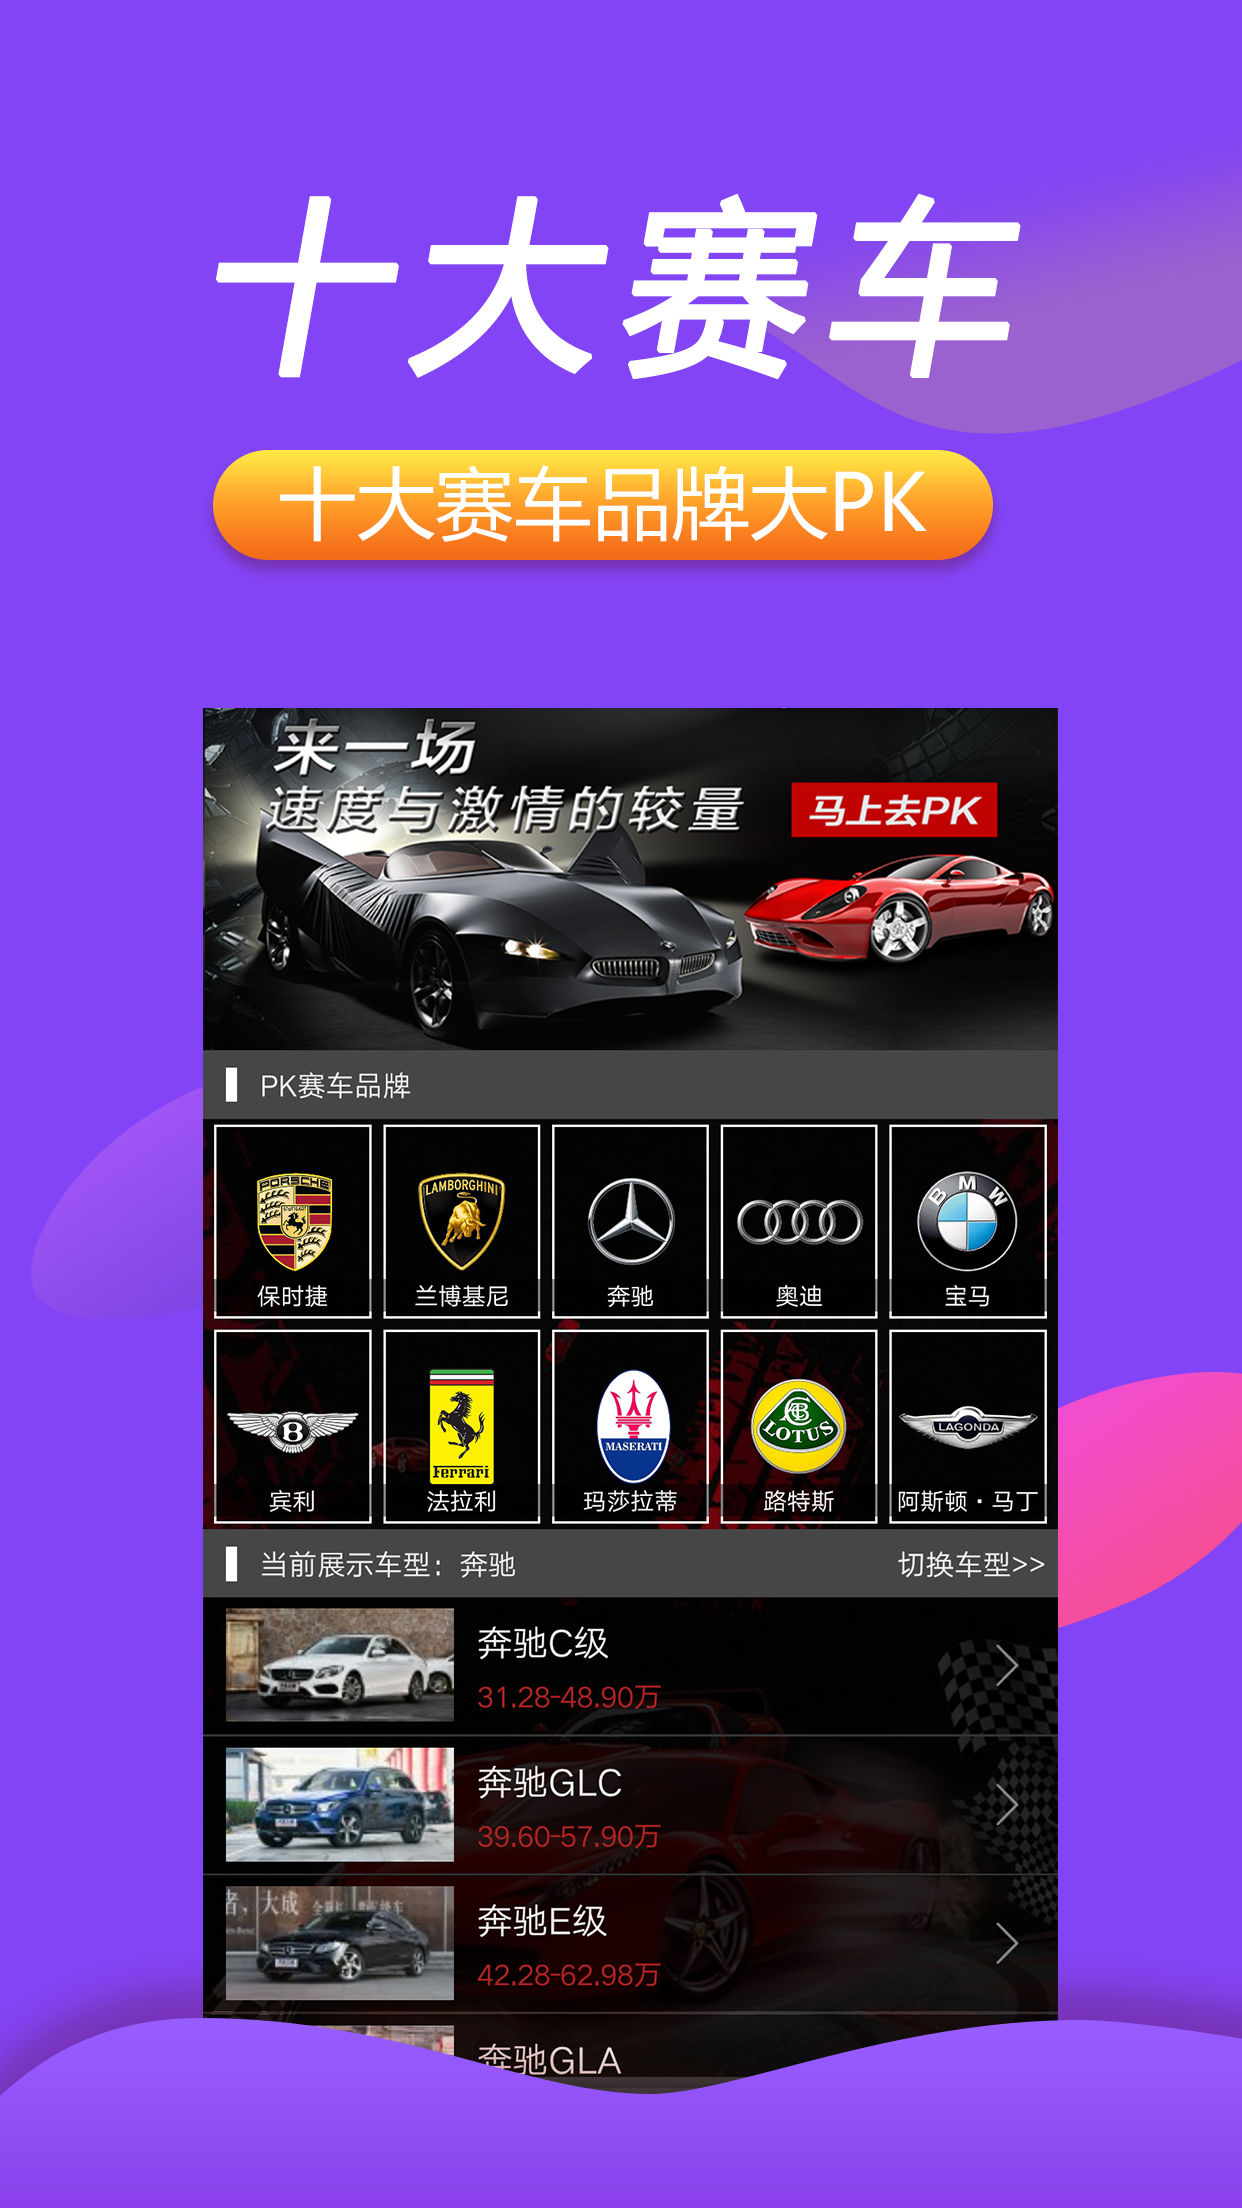 十大赛车
十大赛车品牌大PK
来一场
速度与激情的较量
马上去PK
PK赛车品牌
PORSCHE
LAMBORGHINI
BMW
保时捷
兰博基尼
奔驰
奥迪
宝马
B
Ferrari
MASERATI
LOTUS
LAGONDA
宾利
法拉利
玛莎拉蒂
路特斯
阿斯顿·马丁
当前展示车型：奔驰
切换车型>>
奔驰C级
31.28-48.90万
奔驰GLC
39.60-57.90万
者，大成
奔驰E级
42.28-62.98万
奔驰GLA